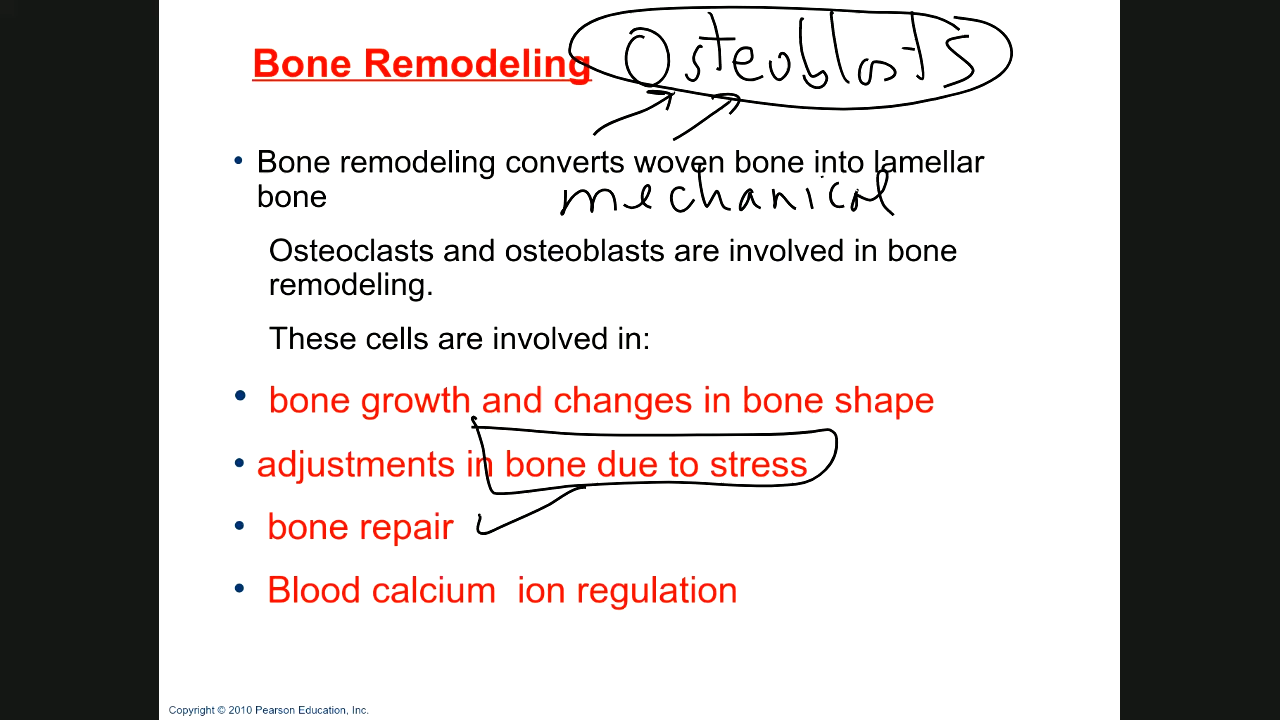 Bone Remodeling Osteoblasts
• Bone remodeling converts woven bone into lamellar
bone mechanical
Osteoclasts and osteoblasts are involved in bone
remodeling.
These cells are involved in:
• bone growth and changes in bone shape
• adjustments in bone due to stress
• bone repair
• Blood calcium ion regulation
Copyright © 2010 Pearson Education, Inc.